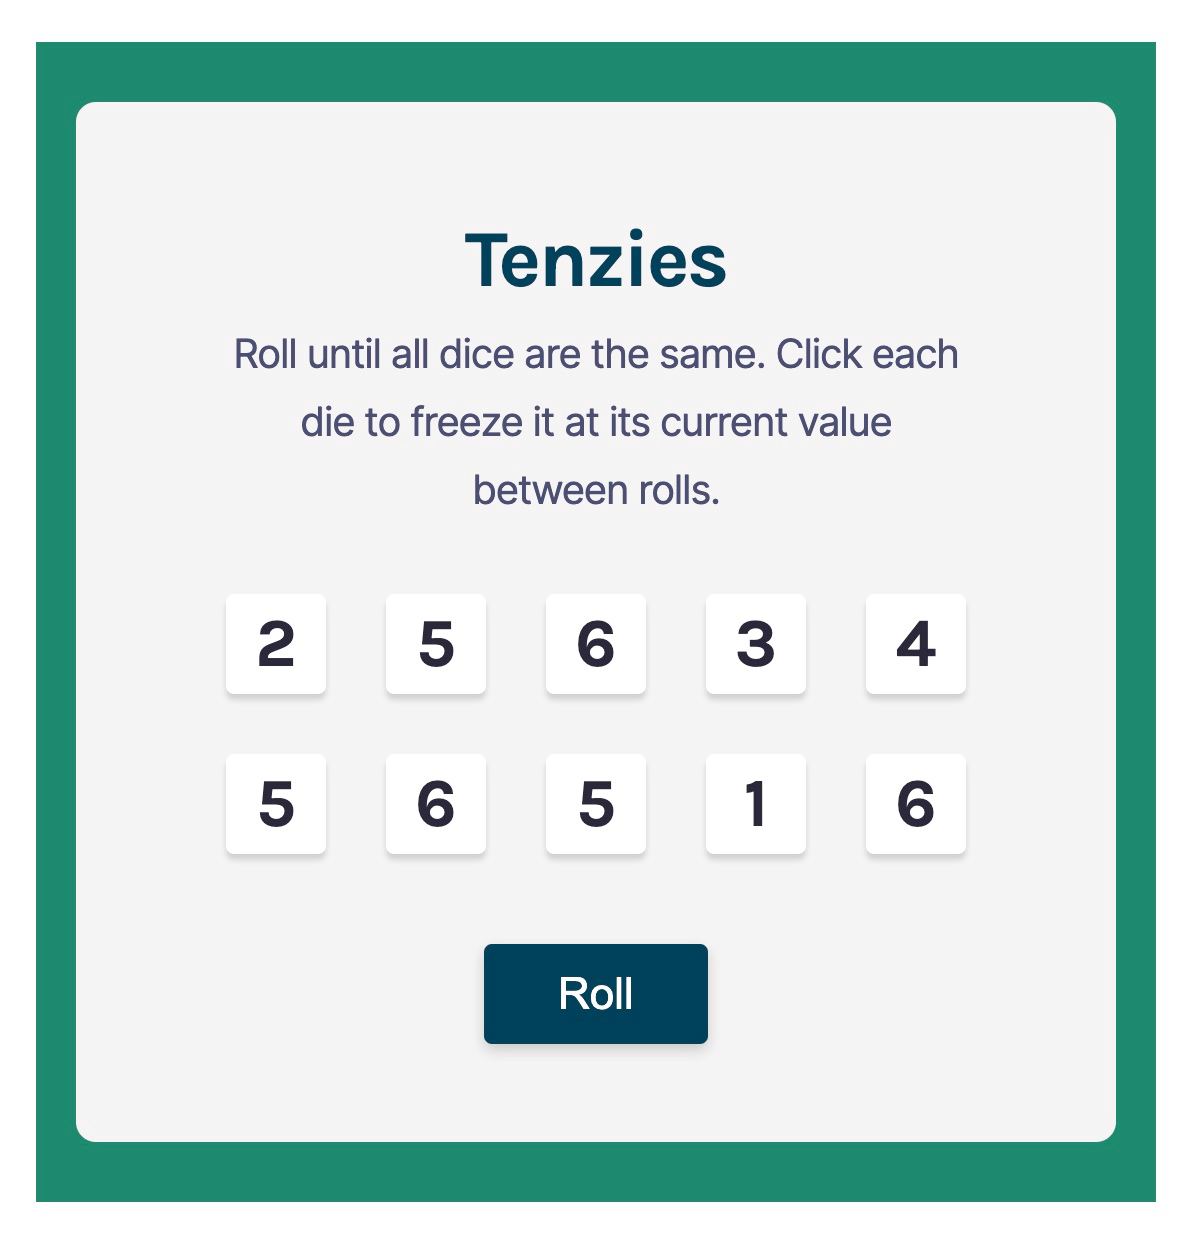 Tenzies
Roll until all dice are the same. Click each
die to freeze it at its current value
between rolls.
2 5 6 3 4
5 6 5 1 6
Roll